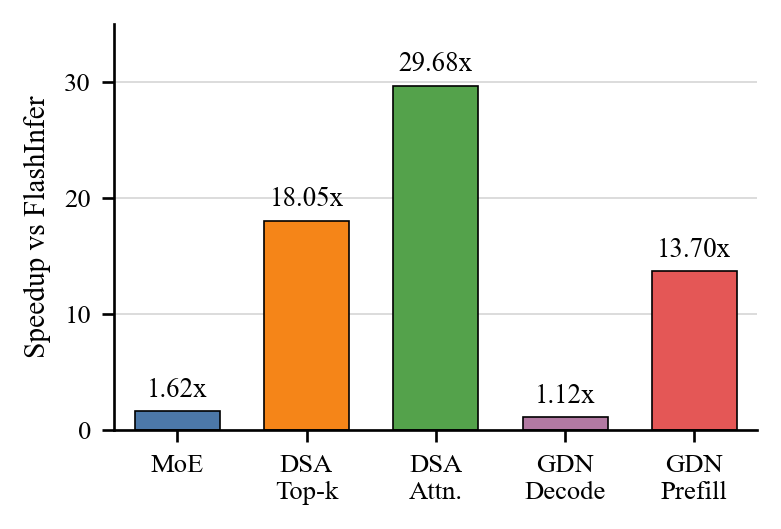 Speedup vs FlashInfer
30
20
10
0
1.62x
18.05x
29.68x
1.12x
13.70x
MoE
DSA
Top-k
DSA
Attn.
GDN
Decode
GDN
Prefill